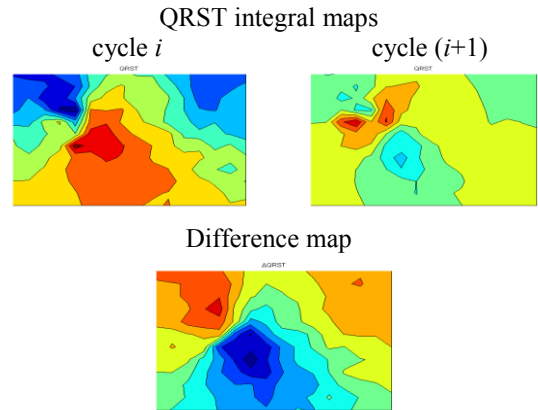 QRST integral maps
cycle i cycle (i+1)
QRST QRST
Difference map
ΔQRST